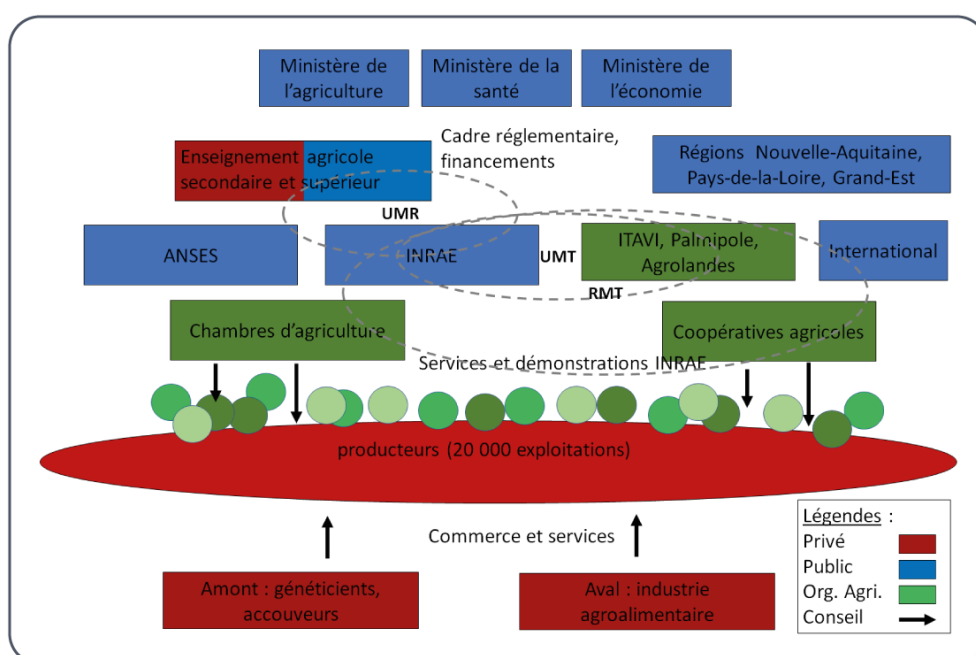 Ministère de
l'agriculture
Ministère de la
santé
Ministère de
l'économie
Enseignement agricole
secondaire et supérieur
Cadre réglementaire,
financements
Régions Nouvelle-Aquitaine,
Pays-de-la-Loire, Grand-Est
UMR
ANSES
INRAE
UMT
ITAVI, Palmipole,
Agrolandes
International
RMT
Chambres d'agriculture
Coopératives agricoles
Services et démonstrations INRAE
producteurs (20 000 exploitations)
Commerce et services
Amont : généticients,
accouveurs
Aval : industrie
agroalimentaire
Légendes :
Privé
Public
Org. Agri.
Conseil